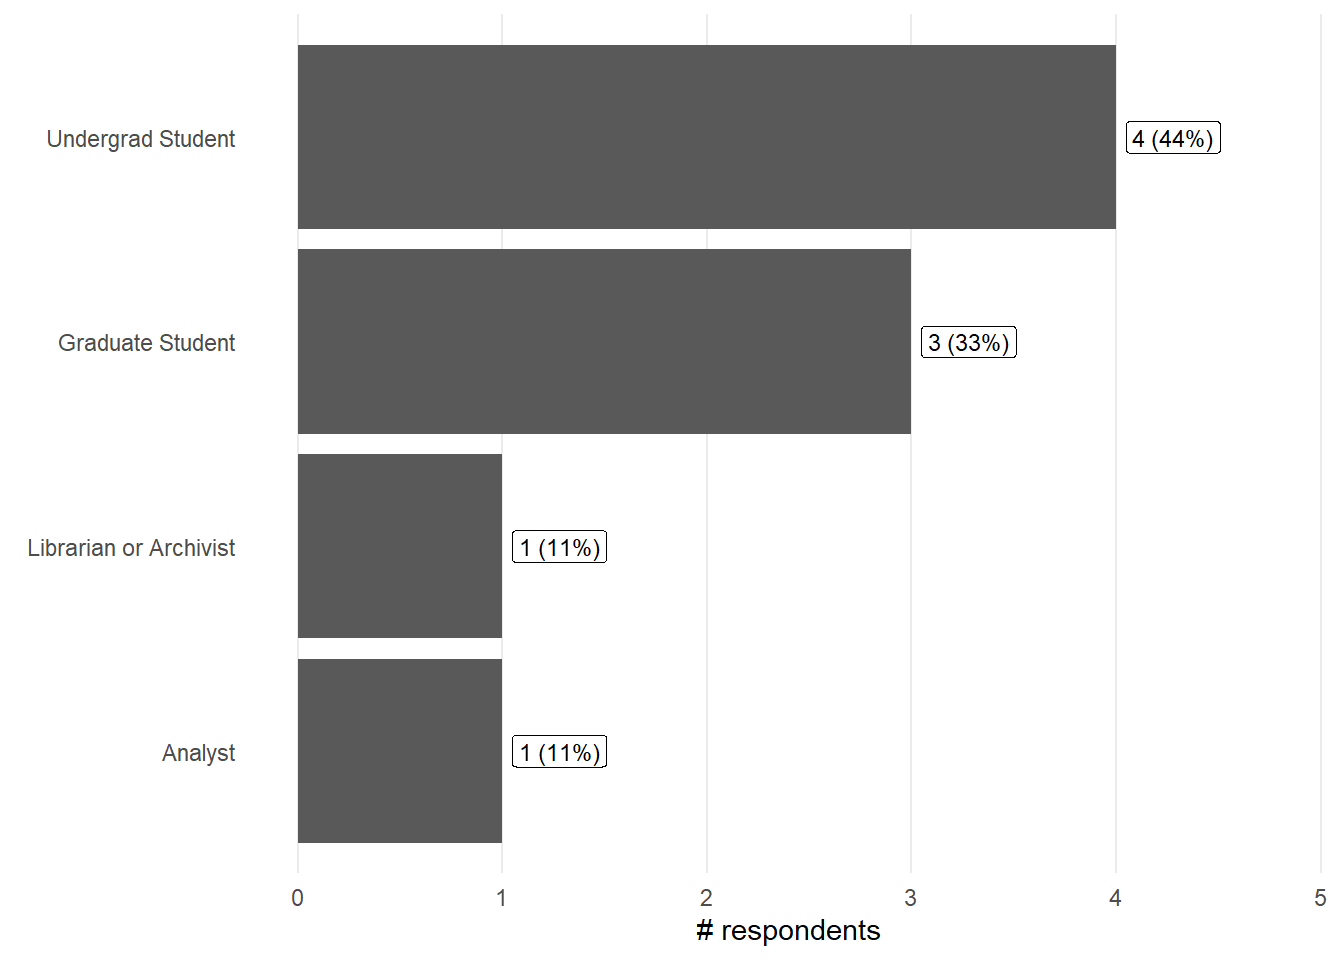 Undergrad Student
4 (44%)
Graduate Student
3 (33%)
Librarian or Archivist
1 (11%)
Analyst
1 (11%)
0 1 2 3 4 5
# respondents